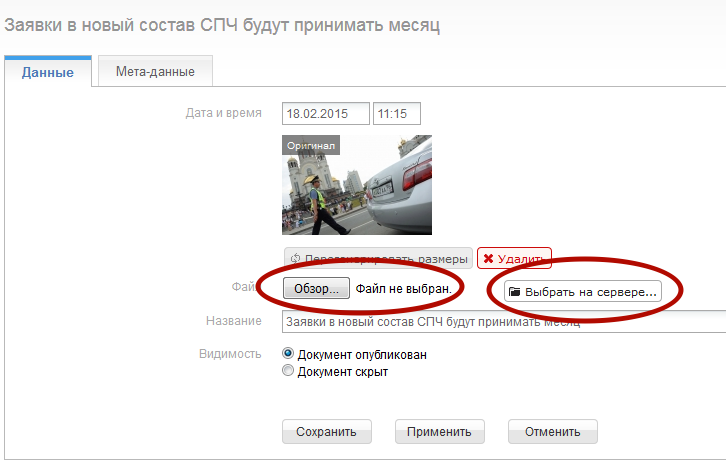 Заявки в новый состав СПЧ будут принимать месяц
Данные
Мета-данные
Дата и время
18.02.2015
11:15
Оригинал
Перегенерировать размеры
Удалить
Фай
Обзор...
Файл не выбран.
Выбрать на сервере...
Название
Заявки в новый состав СПЧ будут принимать месяц
Видимость
Документ опубликован
Документ скрыт
Сохранить
Применить
Отменить